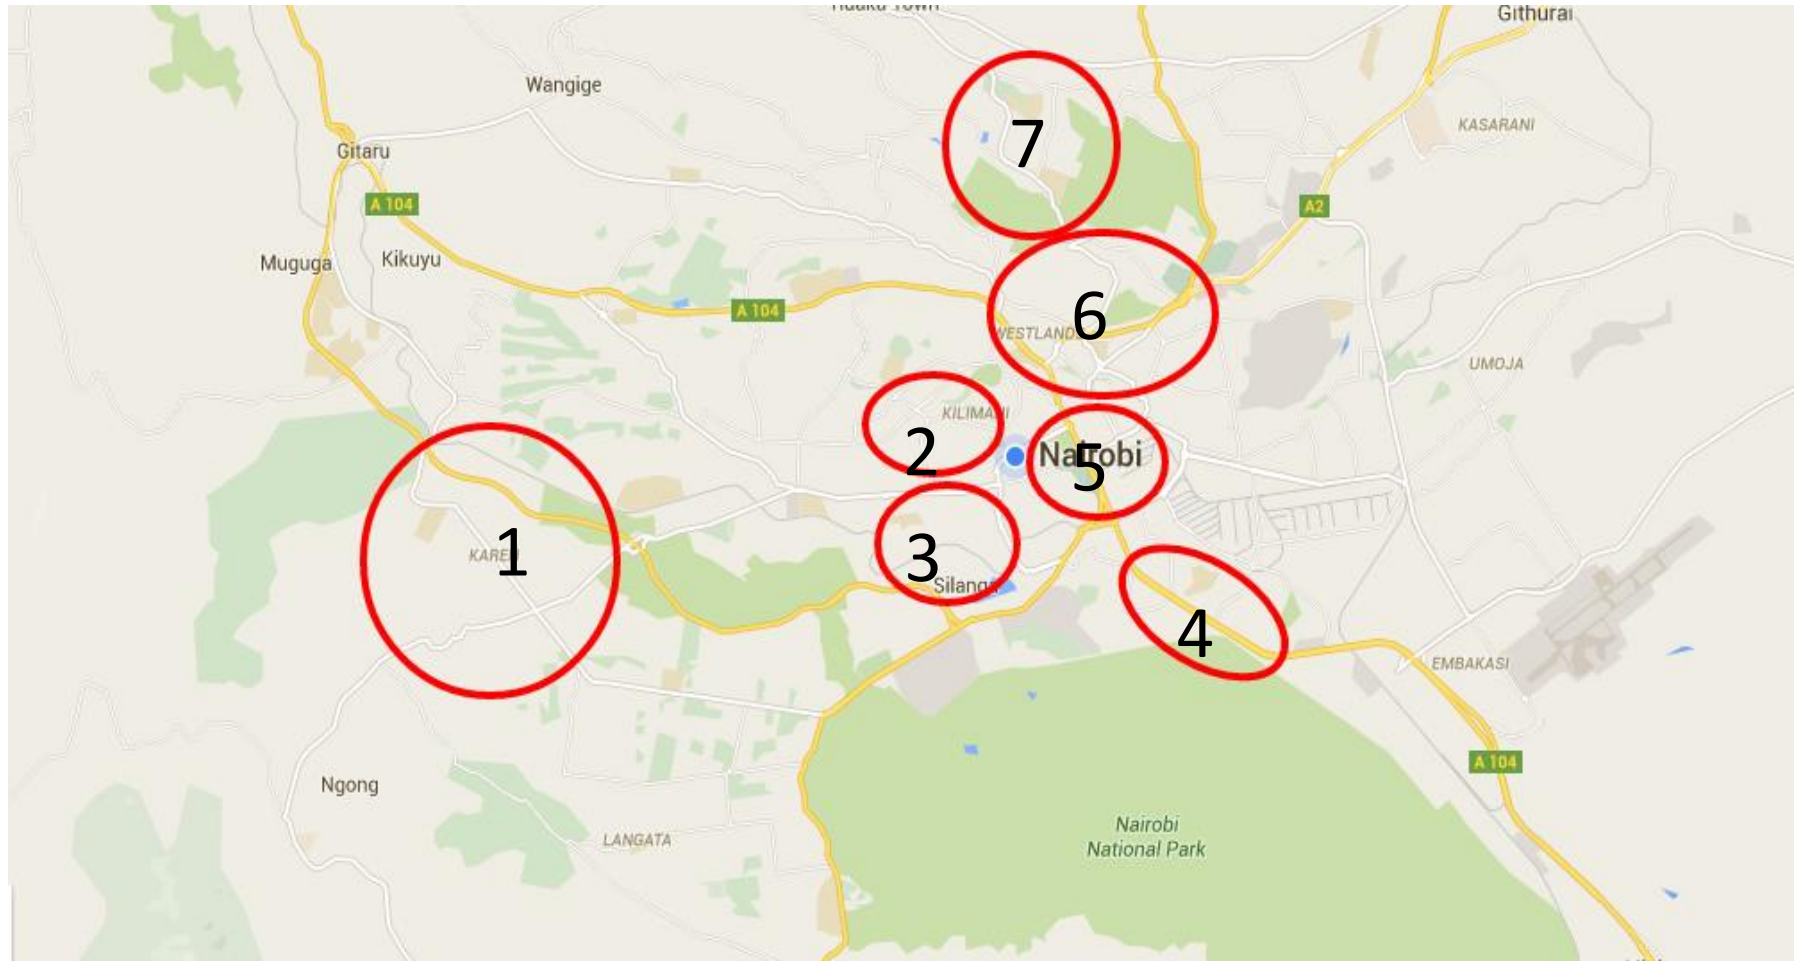 Githurai
Wangige
7
KASARANI
Gitaru
A 104
A2
Muguga
Kikuyu
A 104
6
WESTLANDS
UMOJA
KILIMANI
2
Nairobi
5
1
KAREN
3
Silanga
4
EMBAKASI
A 104
Ngong
Nairobi
National Park
LANGATA